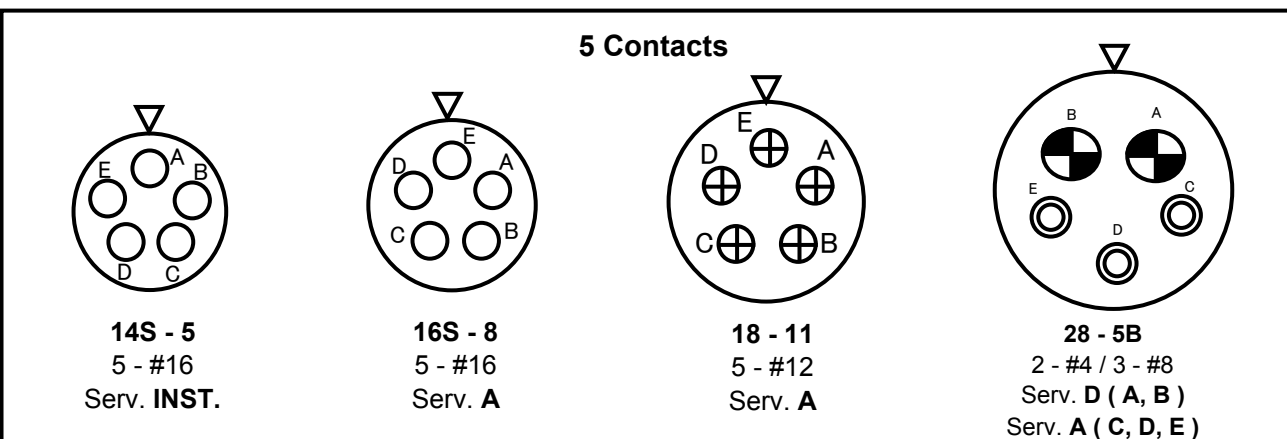 5 Contacts
A
B
C
D
E
14S - 5
5 - #16
Serv. INST.
E
A
B
C
D
16S - 8
5 - #16
Serv. A
E
A
B
C
D
18 - 11
5 - #12
Serv. A
B
A
E
C
D
28 - 5B
2 - #4 / 3 - #8
Serv. D ( A, B )
Serv. A ( C, D, E )